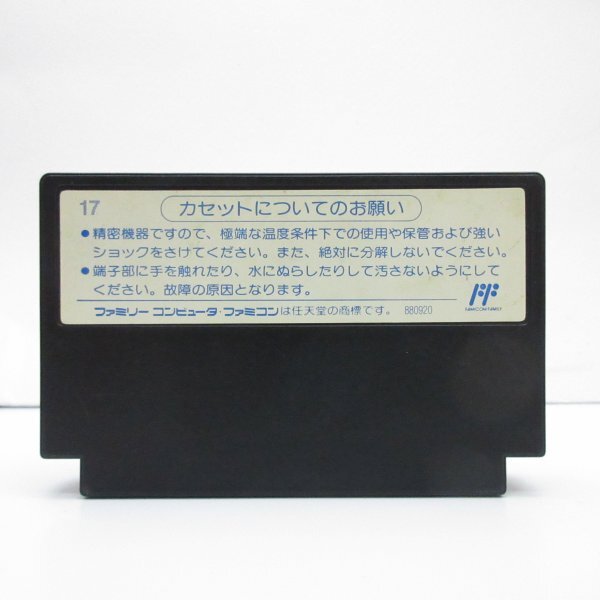 17
カセットについてのお願い
●精密機器ですので、極端な温度条件下での使用や保管および強い
ショックをさけてください。また、絶対に分解しないでください。
●端子部に手を触れたり、水にぬらしたりして汚さないようにして
ください。故障の原因となります。
FAMICOM FAMILY
ファミリー コンピュータ・ファミコンは任天堂の商標です。 880920